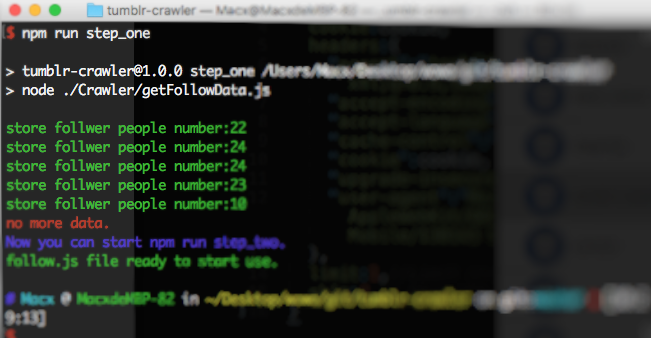 tumblr-crawler — Macx@MacxdeMBP-82
$ npm run step_one
> tumblr-crawler@1.0.0 step_one /Users/Macx/Desktop/
> node ./Crawler/getFollowData.js
store follwer people number:22
store follwer people number:24
store follwer people number:24
store follwer people number:23
store follwer people number:10
no more data.
Now you can start npm run step_two.
follow.js file ready to start use.
# Macx @ MacxdeMBP-82 in ~/Desktop/
9:13]
$